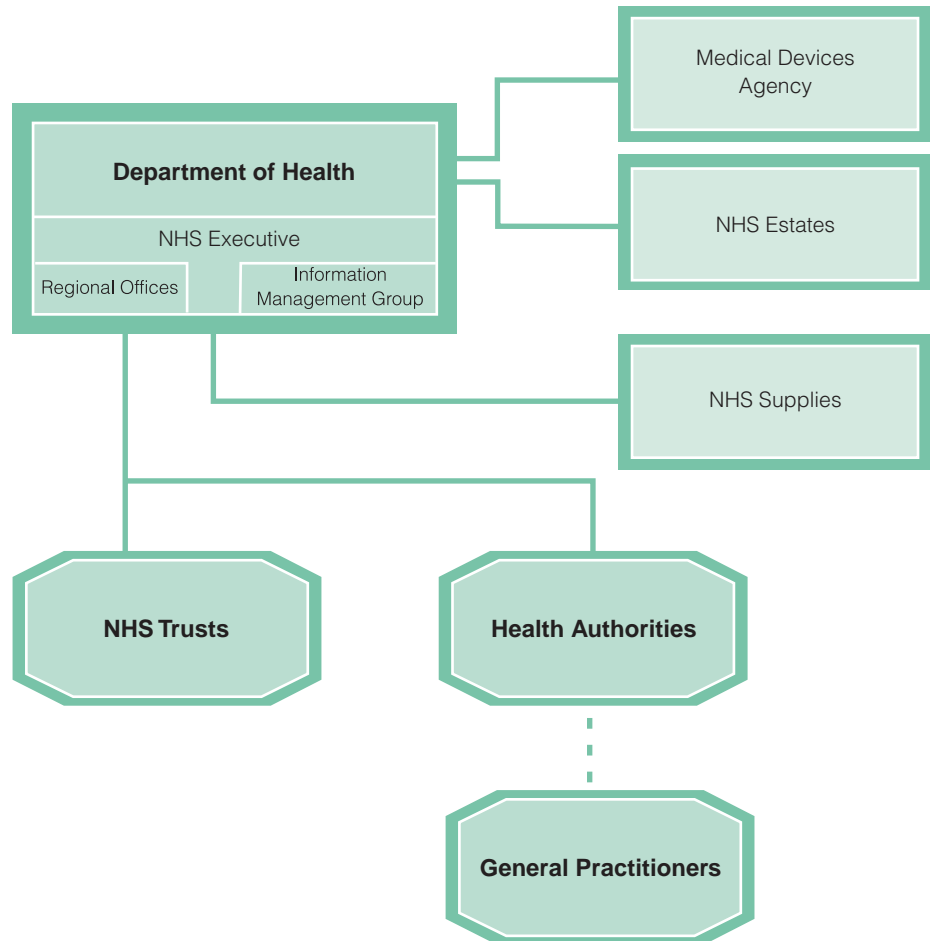 Medical Devices
Agency
Department of Health
NHS Estates
NHS Executive
Regional Offices
Information
Management Group
NHS Supplies
NHS Trusts
Health Authorities
General Practitioners